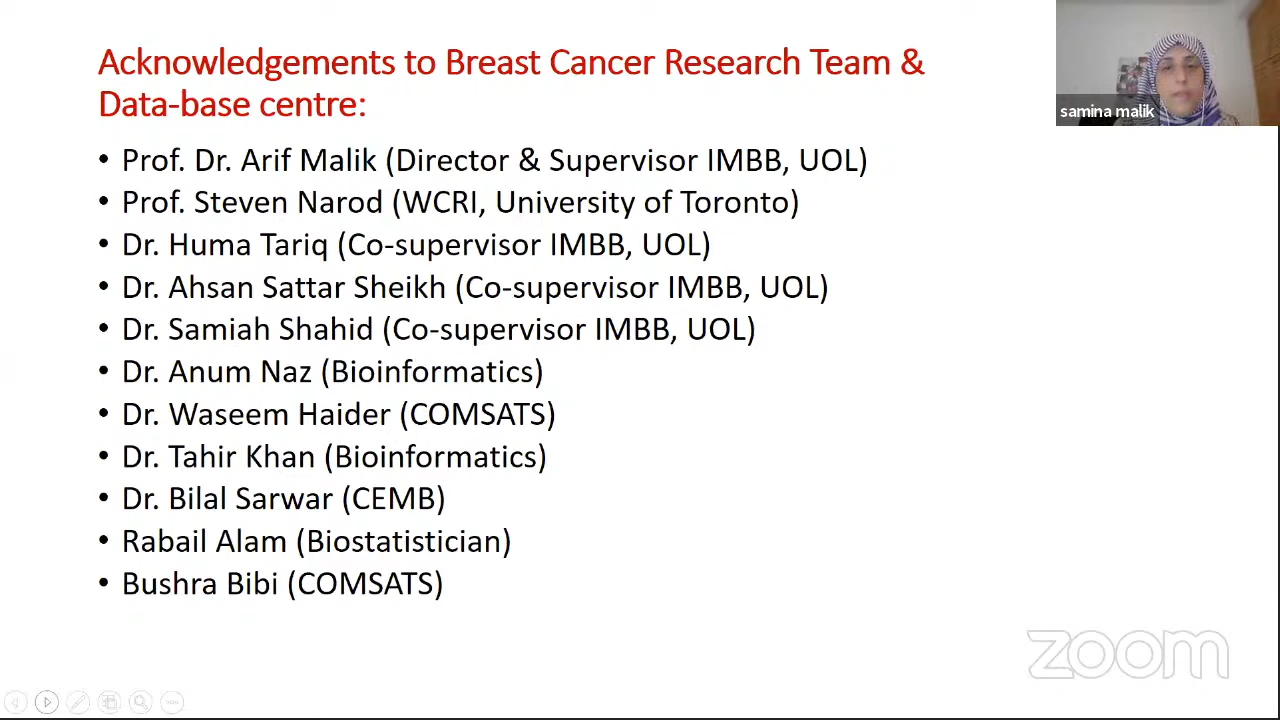 Acknowledgements to Breast Cancer Research Team &
Data-base centre:
• Prof. Dr. Arif Malik (Director & Supervisor IMBB, UOL)
• Prof. Steven Narod (WCRI, University of Toronto)
• Dr. Huma Tariq (Co-supervisor IMBB, UOL)
• Dr. Ahsan Sattar Sheikh (Co-supervisor IMBB, UOL)
• Dr. Samiah Shahid (Co-supervisor IMBB, UOL)
• Dr. Anum Naz (Bioinformatics)
• Dr. Waseem Haider (COMSATS)
• Dr. Tahir Khan (Bioinformatics)
• Dr. Bilal Sarwar (CEMB)
• Rabail Alam (Biostatistician)
• Bushra Bibi (COMSATS)
samina malik
zoom